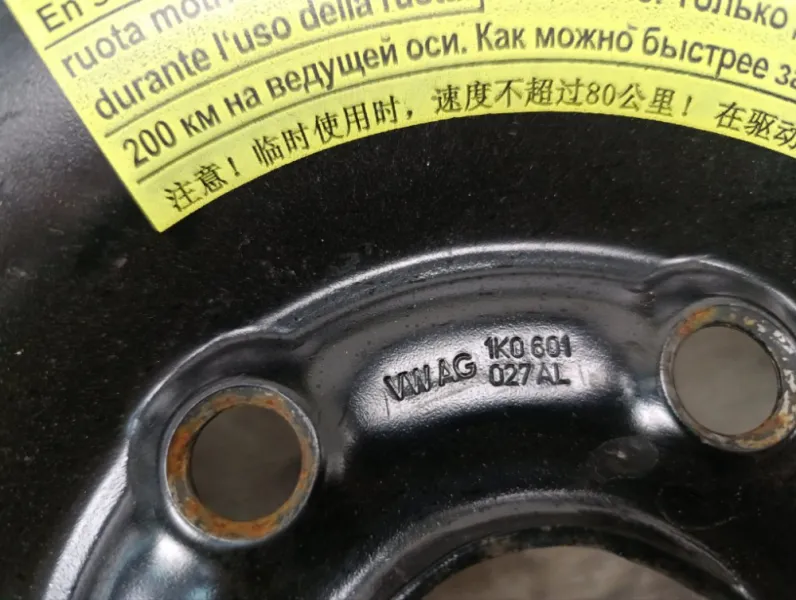 En
ruota mot
durante l'uso della ruota
только
200 км на ведущей оси. Как можно быстрее за
注意！临时使用时，速度不超过80公里！在驱动
VW AG 1K0 601
027 AL